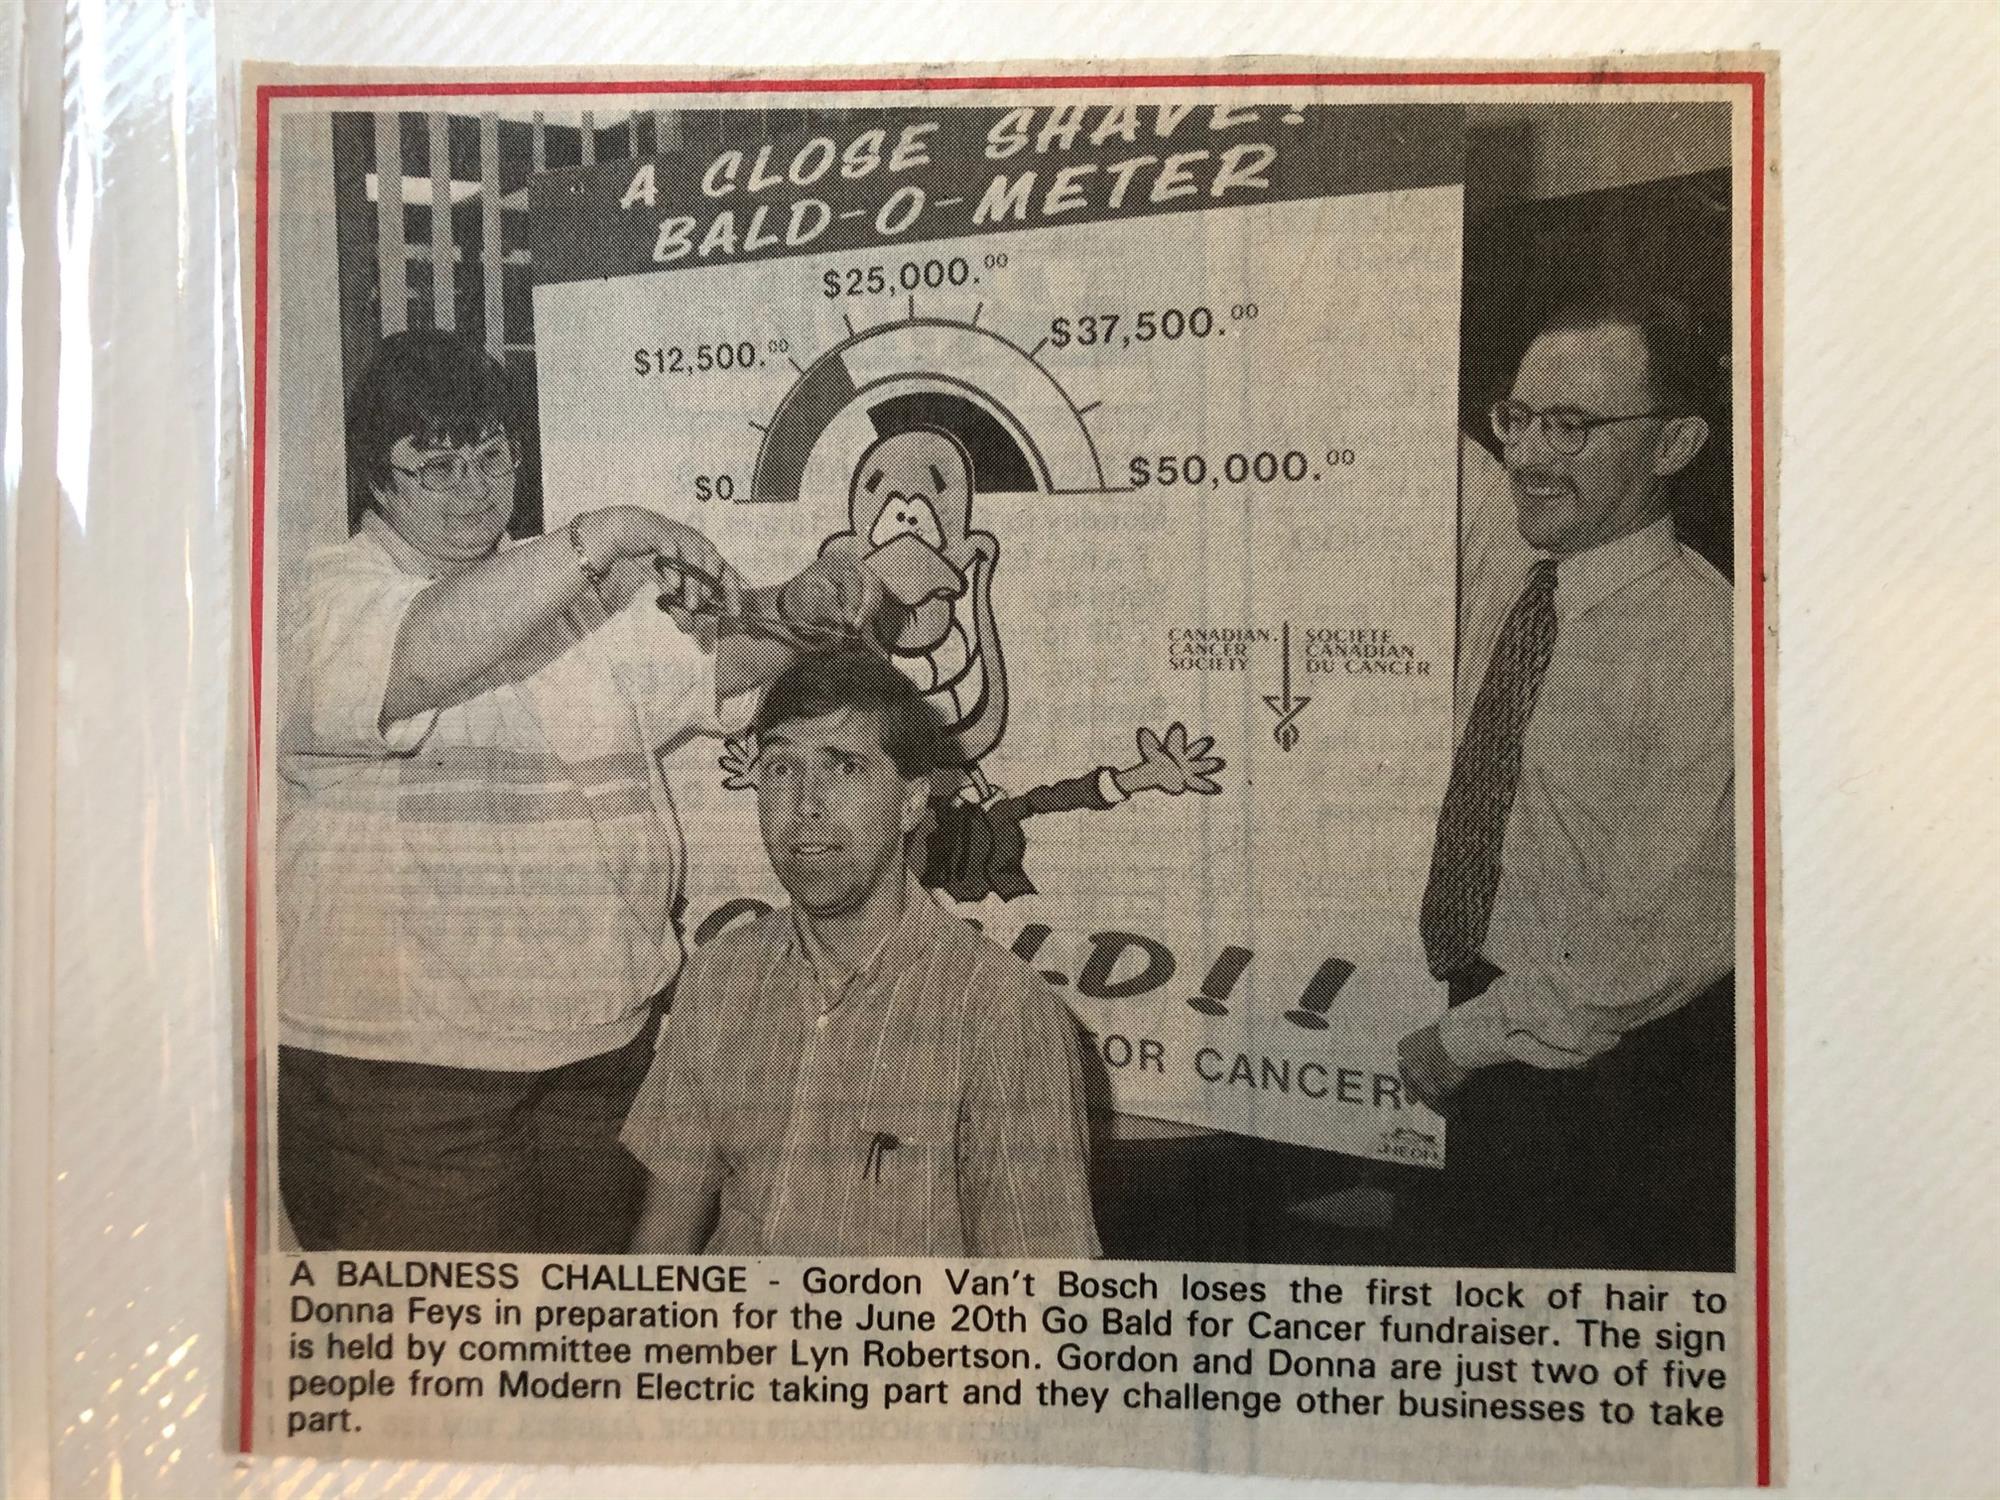 A CLOSE SHAVE!
BALD-O-METER
$25,000.00
$12,500.00
$37,500.00
$0
$50,000.00
CANADIAN SOCIETE
CANCER CANADIAN
SOCIETY DU CANCER
LD!!
OR CANCER
A BALDNESS CHALLENGE - Gordon Van't Bosch loses the first lock of hair to
Donna Feys in preparation for the June 20th Go Bald for Cancer fundraiser. The sign
is held by committee member Lyn Robertson. Gordon and Donna are just two of five
people from Modern Electric taking part and they challenge other businesses to take
part.